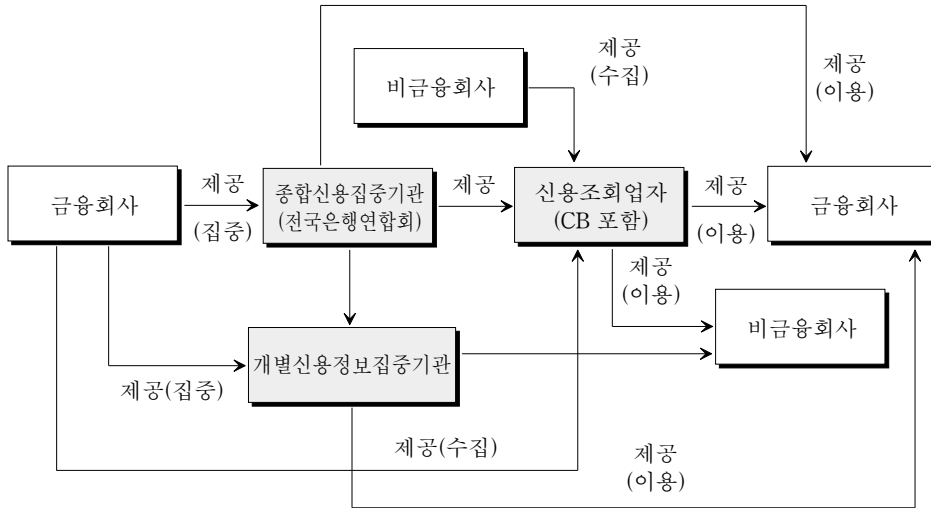 제공
(수집)
제공
(이용)
비금융회사
금융회사
제공
(집중)
종합신용집중기관
(전국은행연합회)
제공
신용조회업자
(CB 포함)
제공
(이용)
금융회사
제공
(이용)
비금융회사
개별신용정보집중기관
제공(집중)
제공(수집)
제공
(이용)